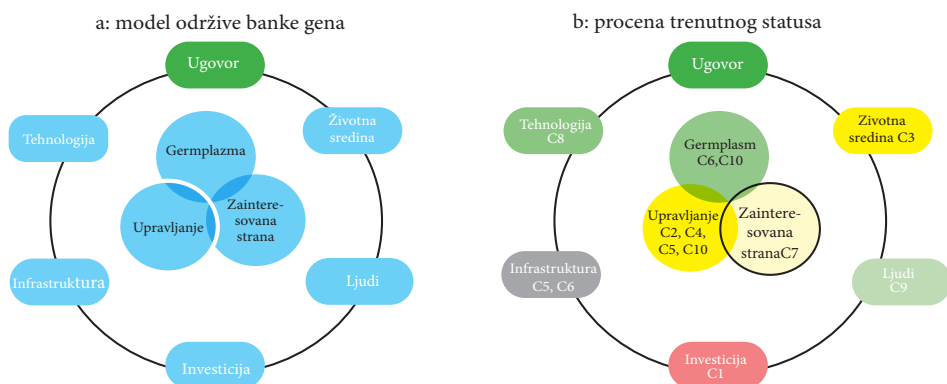 a: model održive banke gena
Ugovor
Tehnologija
Životna
sredina
Germplazma
Upravljanje
Zaintere-
sovana
strana
Infrastruktura
Ljudi
Investicija
b: procena trenutnog statusa
Ugovor
Tehnologija
C8
Zivotna
sredina C3
Germplasm
C6,C10
Upravljanje
C2, C4,
C5, C10
Zaintere-
sovana
stranaC7
Infrastruktura
C5, C6
Ljudi
C9
Investicija
C1